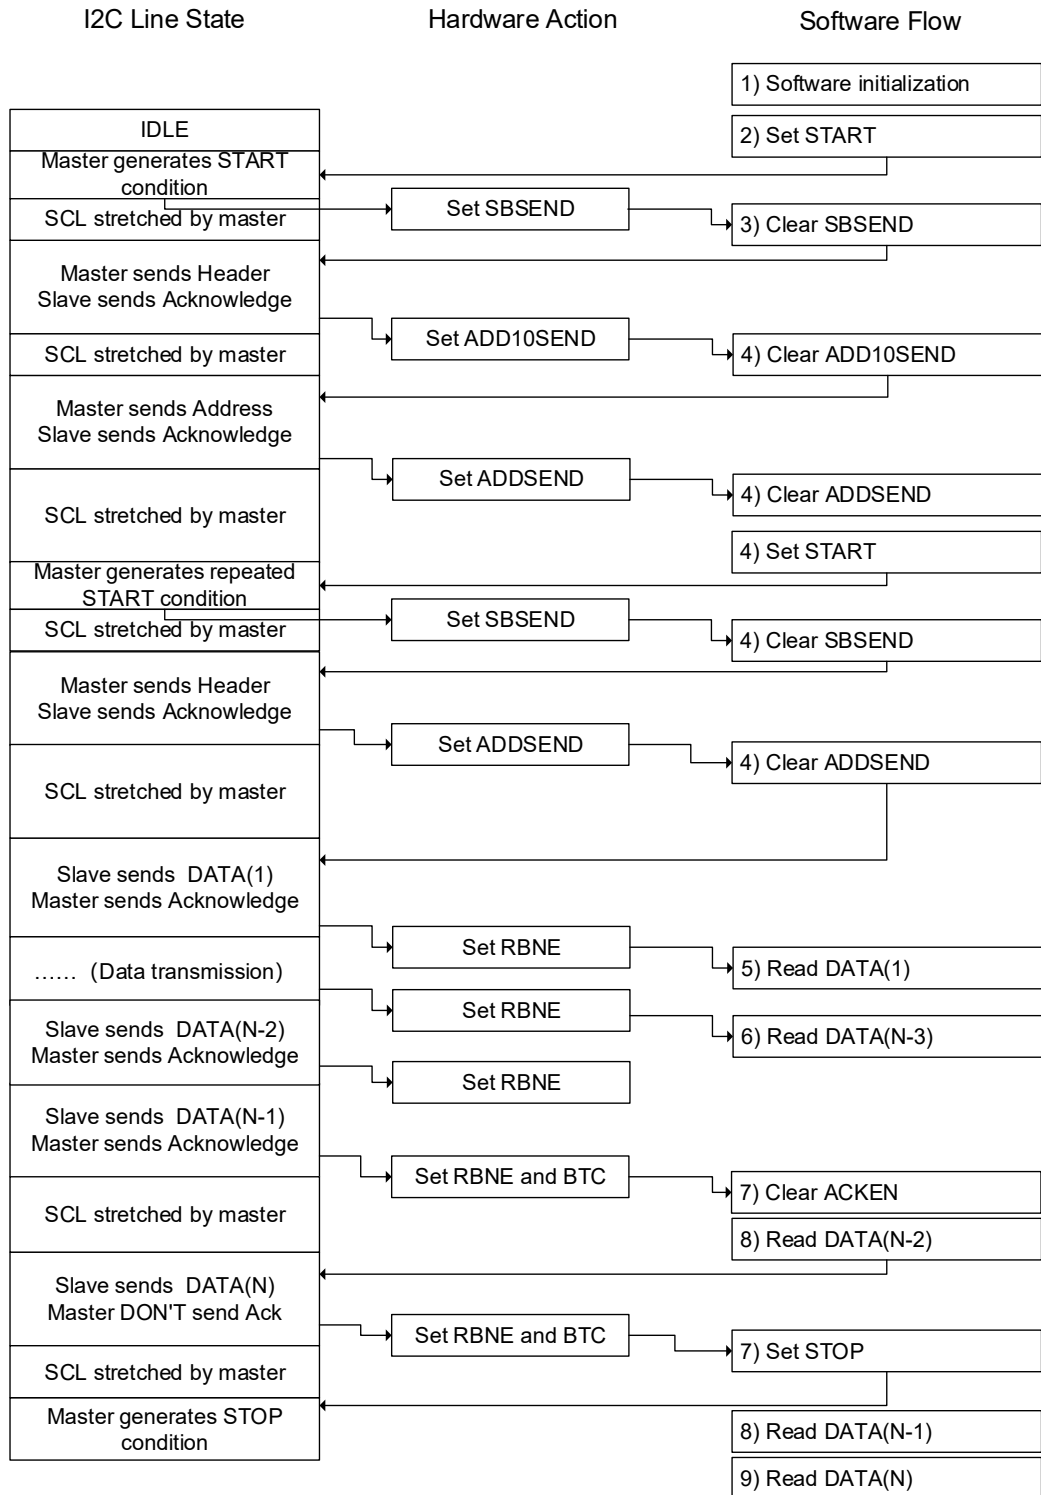 I2C Line State
Hardware Action
Software Flow
1) Software initialization
IDLE
2) Set START
Master generates START
condition
Set SBSEND
SCL stretched by master
3) Clear SBSEND
Master sends Header
Slave sends Acknowledge
Set ADD10SEND
SCL stretched by master
4) Clear ADD10SEND
Master sends Address
Slave sends Acknowledge
Set ADDSEND
4) Clear ADDSEND
SCL stretched by master
4) Set START
Master generates repeated
START condition
Set SBSEND
SCL stretched by master
4) Clear SBSEND
Master sends Header
Slave sends Acknowledge
Set ADDSEND
4) Clear ADDSEND
SCL stretched by master
Slave sends  DATA(1)
Master sends Acknowledge
Set RBNE
5) Read DATA(1)
……  (Data transmission)
Set RBNE
Slave sends  DATA(N-2)
Master sends Acknowledge
6) Read DATA(N-3)
Set RBNE
Slave sends  DATA(N-1)
Master sends Acknowledge
Set RBNE and BTC
7) Clear ACKEN
SCL stretched by master
8) Read DATA(N-2)
Slave sends  DATA(N)
Master DON'T send Ack
Set RBNE and BTC
7) Set STOP
SCL stretched by master
Master generates STOP
condition
8) Read DATA(N-1)
9) Read DATA(N)